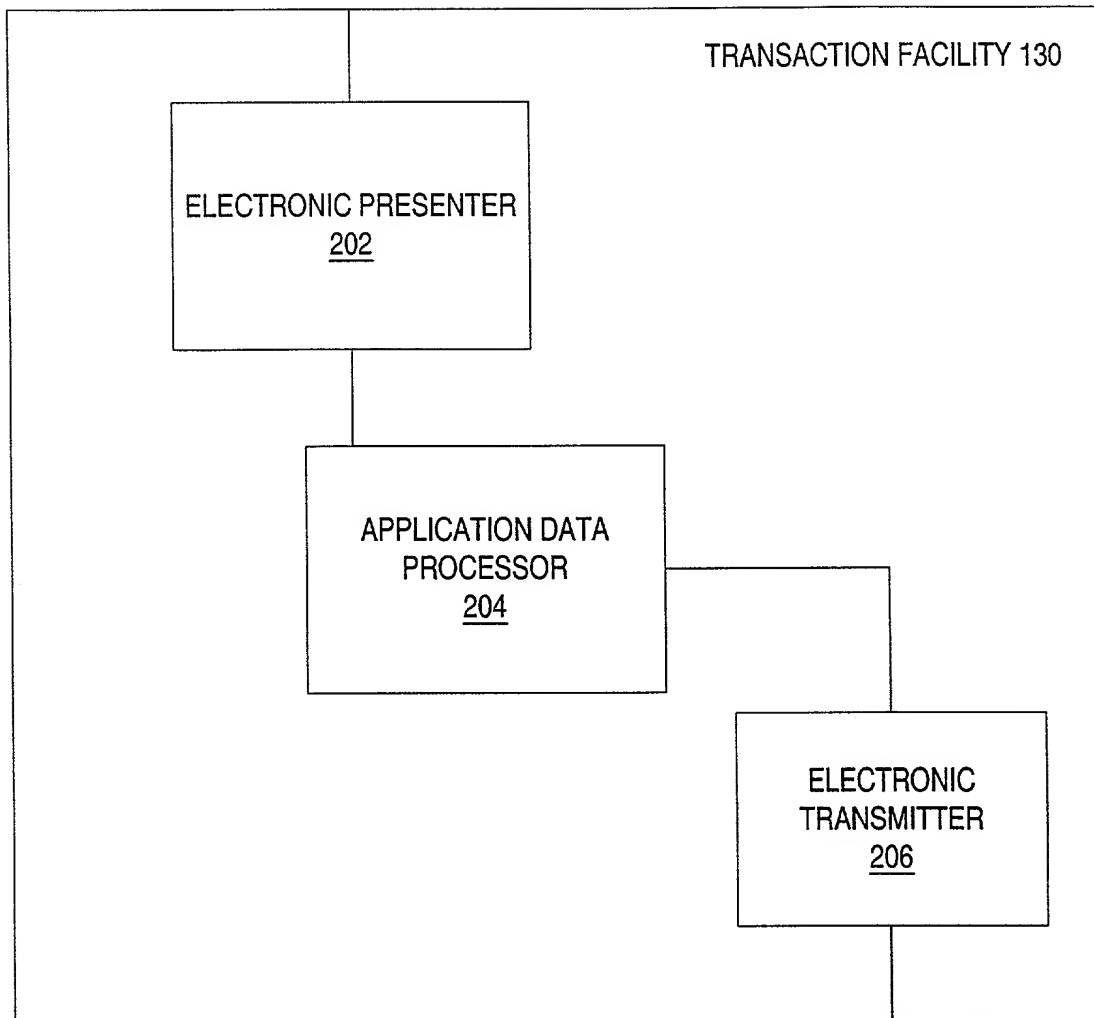 TRANSACTION FACILITY 130
ELECTRONIC PRESENTER
202
APPLICATION DATA
PROCESSOR
204
ELECTRONIC
TRANSMITTER
206